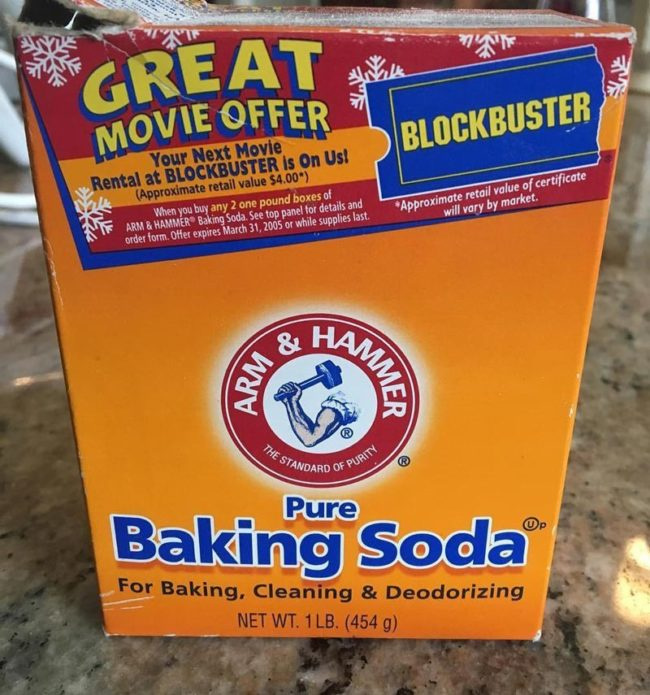 GREAT
MOVIE OFFER
Your Next Movie
Rental at BLOCKBUSTER is On Us!
(Approximate retail value $4.00*)
When you buy any 2 one pound boxes of
ARM & HAMMER® Baking Soda. See top panel for details and
order form. Offer expires March 31, 2005 or while supplies last.
BLOCKBUSTER
*Approximate retail value of certificate
will vary by market.
ARM & HAMMER
®
THE STANDARD OF PURITY
®
Pure
Baking Soda ⓊP
For Baking, Cleaning & Deodorizing
NET WT. 1 LB. (454 g)